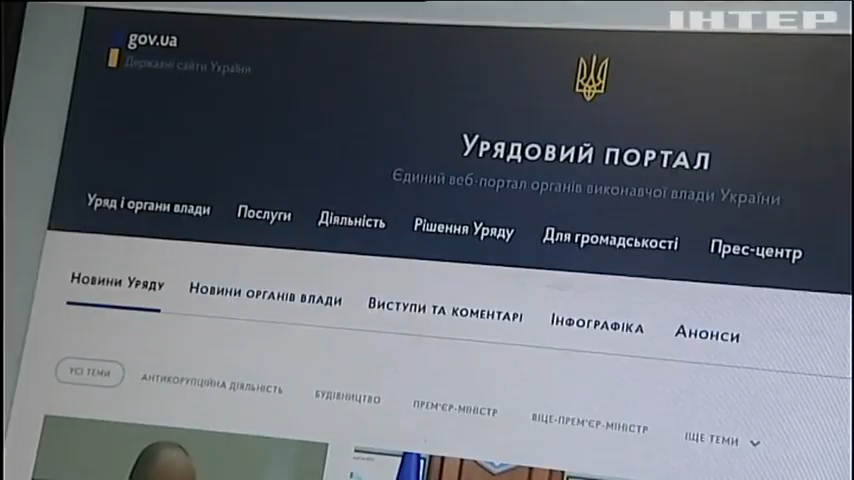 ІНТЕР
gov.ua
Державні сайти України
Урядовий портал
Єдиний веб-портал органів виконавчої влади України
Уряд і органи влади Послуги Діяльність Рішення Уряду Для громадськості Прес-центр
Новини Уряду Новини органів влади Виступи та коментарі Інфографіка Анонси
УСІ ТЕМИ АНТИКОРУПЦІЙНА ДІЯЛЬНІСТЬ БУДІВНИЦТВО ПРЕМ'ЄР-МІНІСТР ВІЦЕ-ПРЕМ'ЄР-МІНІСТР ІЩЕ ТЕМИ